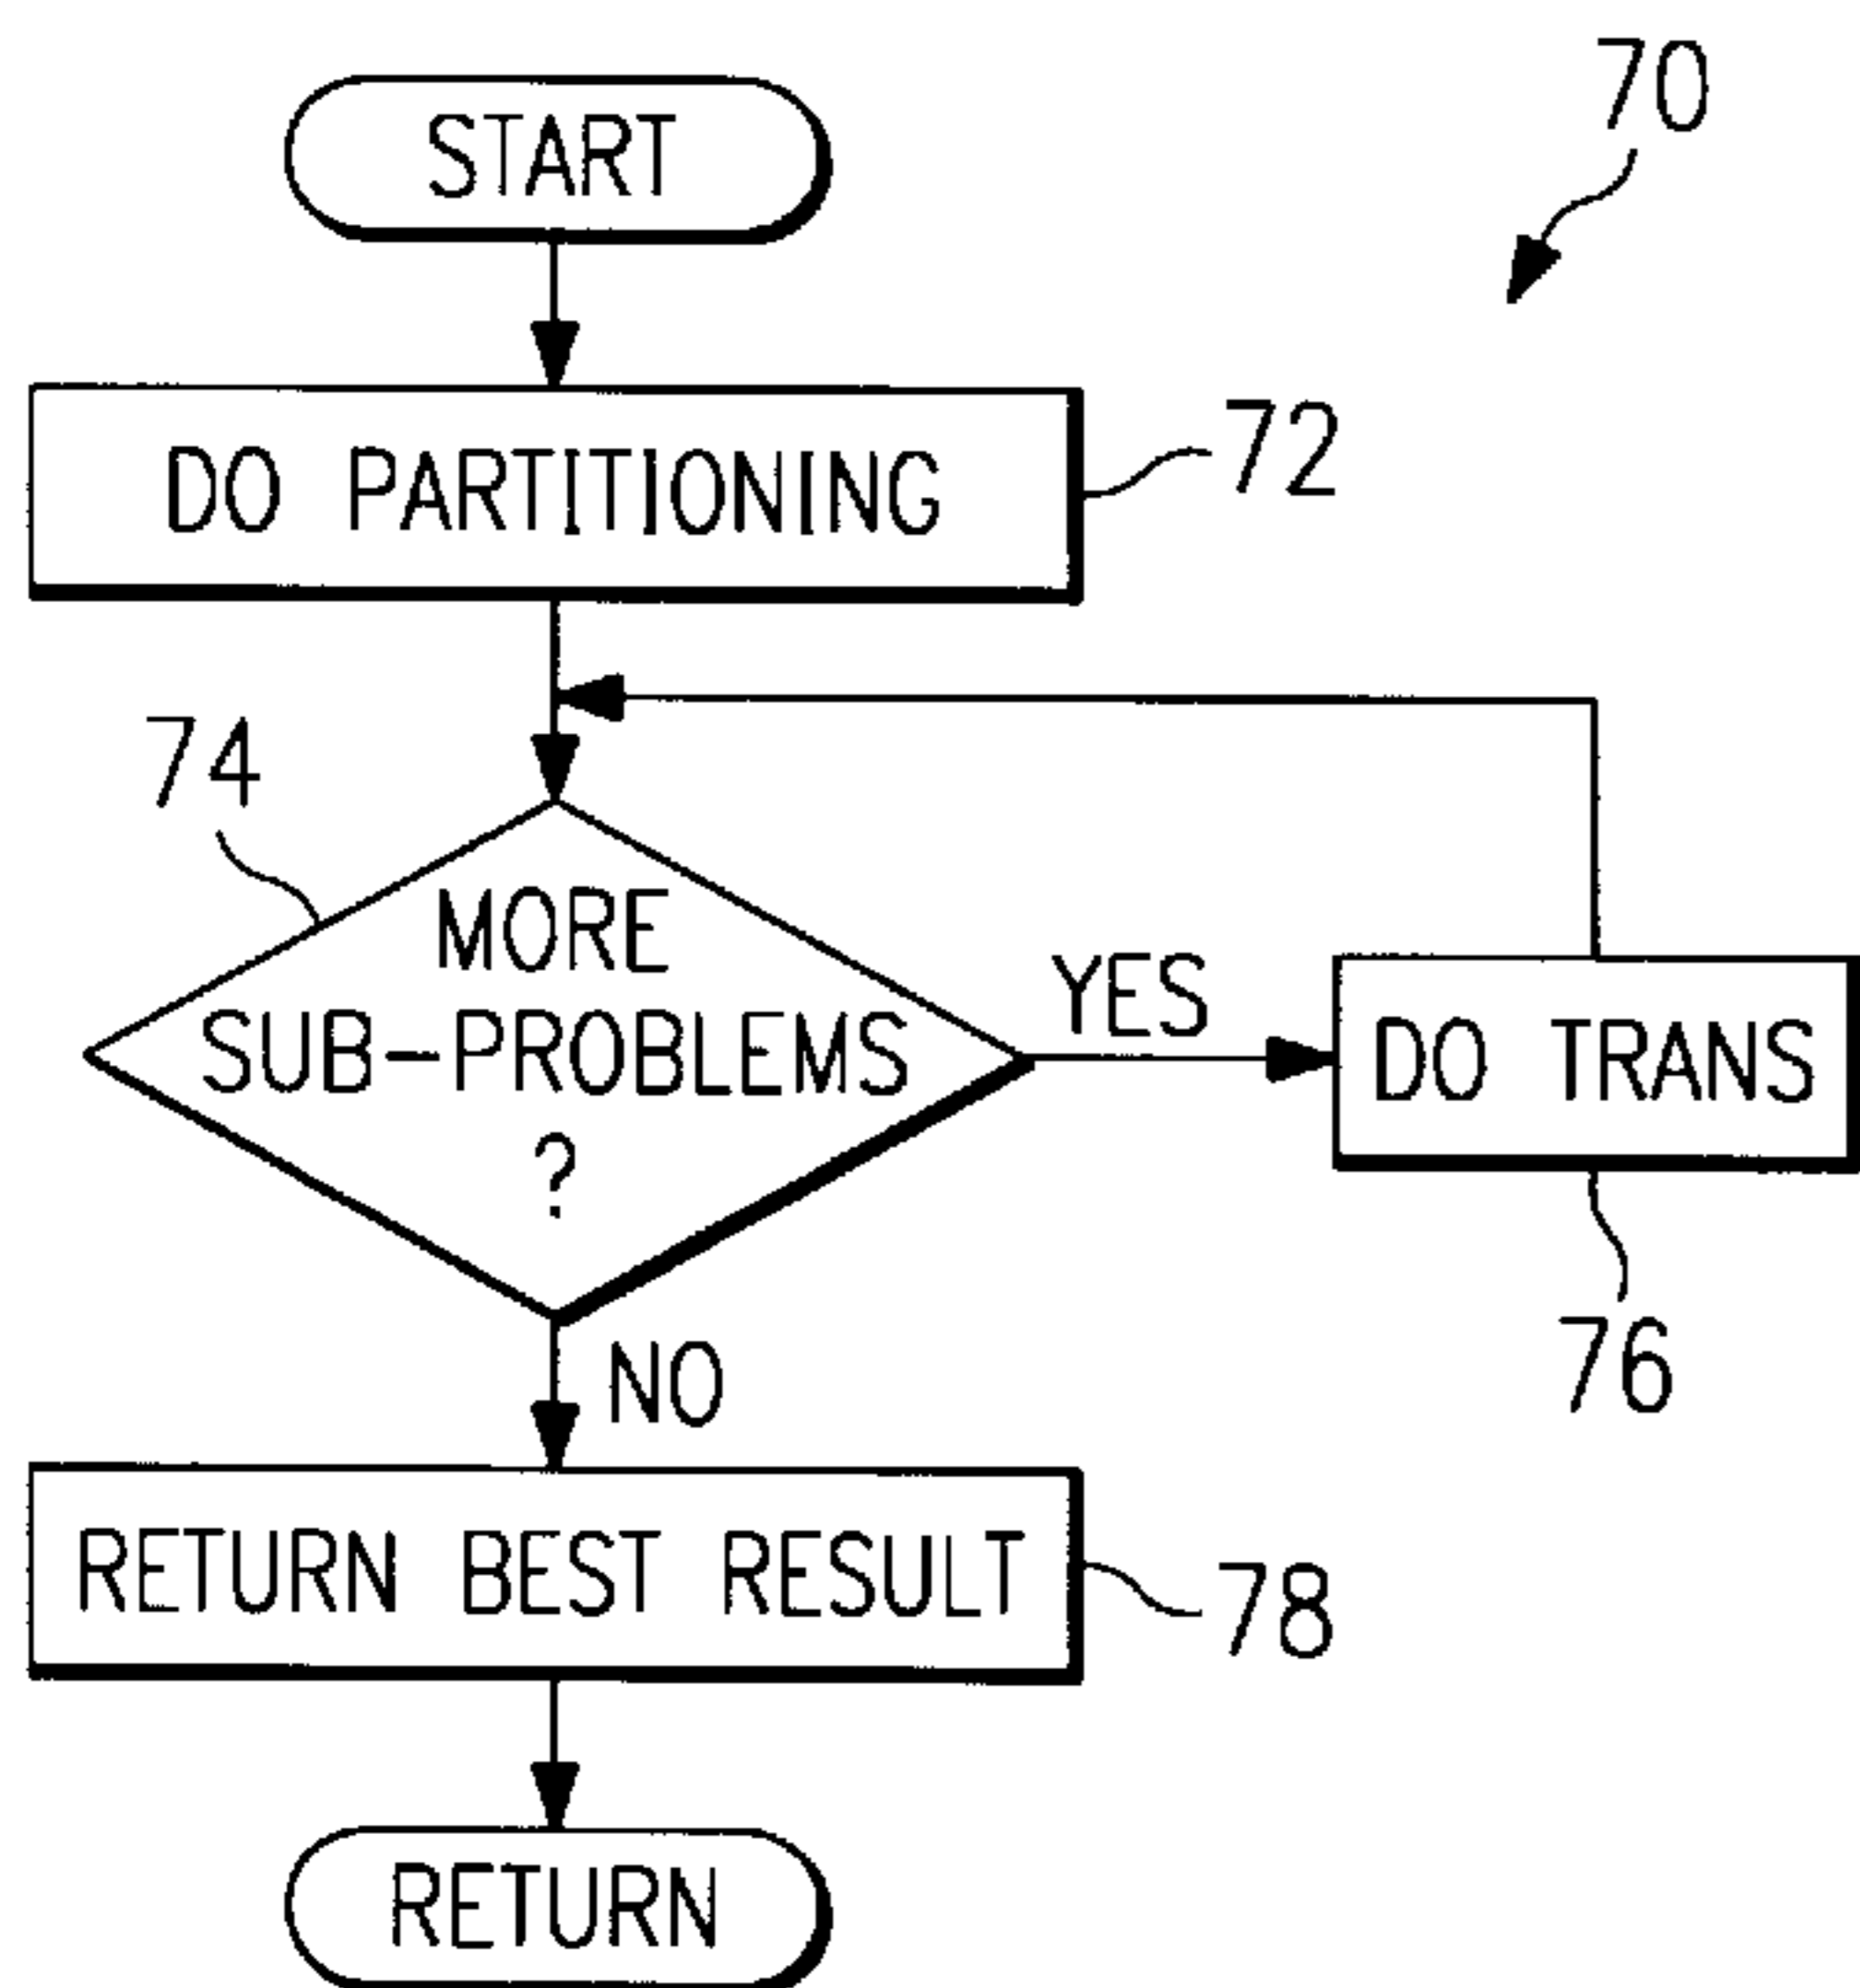 70
START
DO PARTITIONING
72
74
MORE
SUB-PROBLEMS
?
YES
DO TRANS
76
NO
RETURN BEST RESULT
78
RETURN